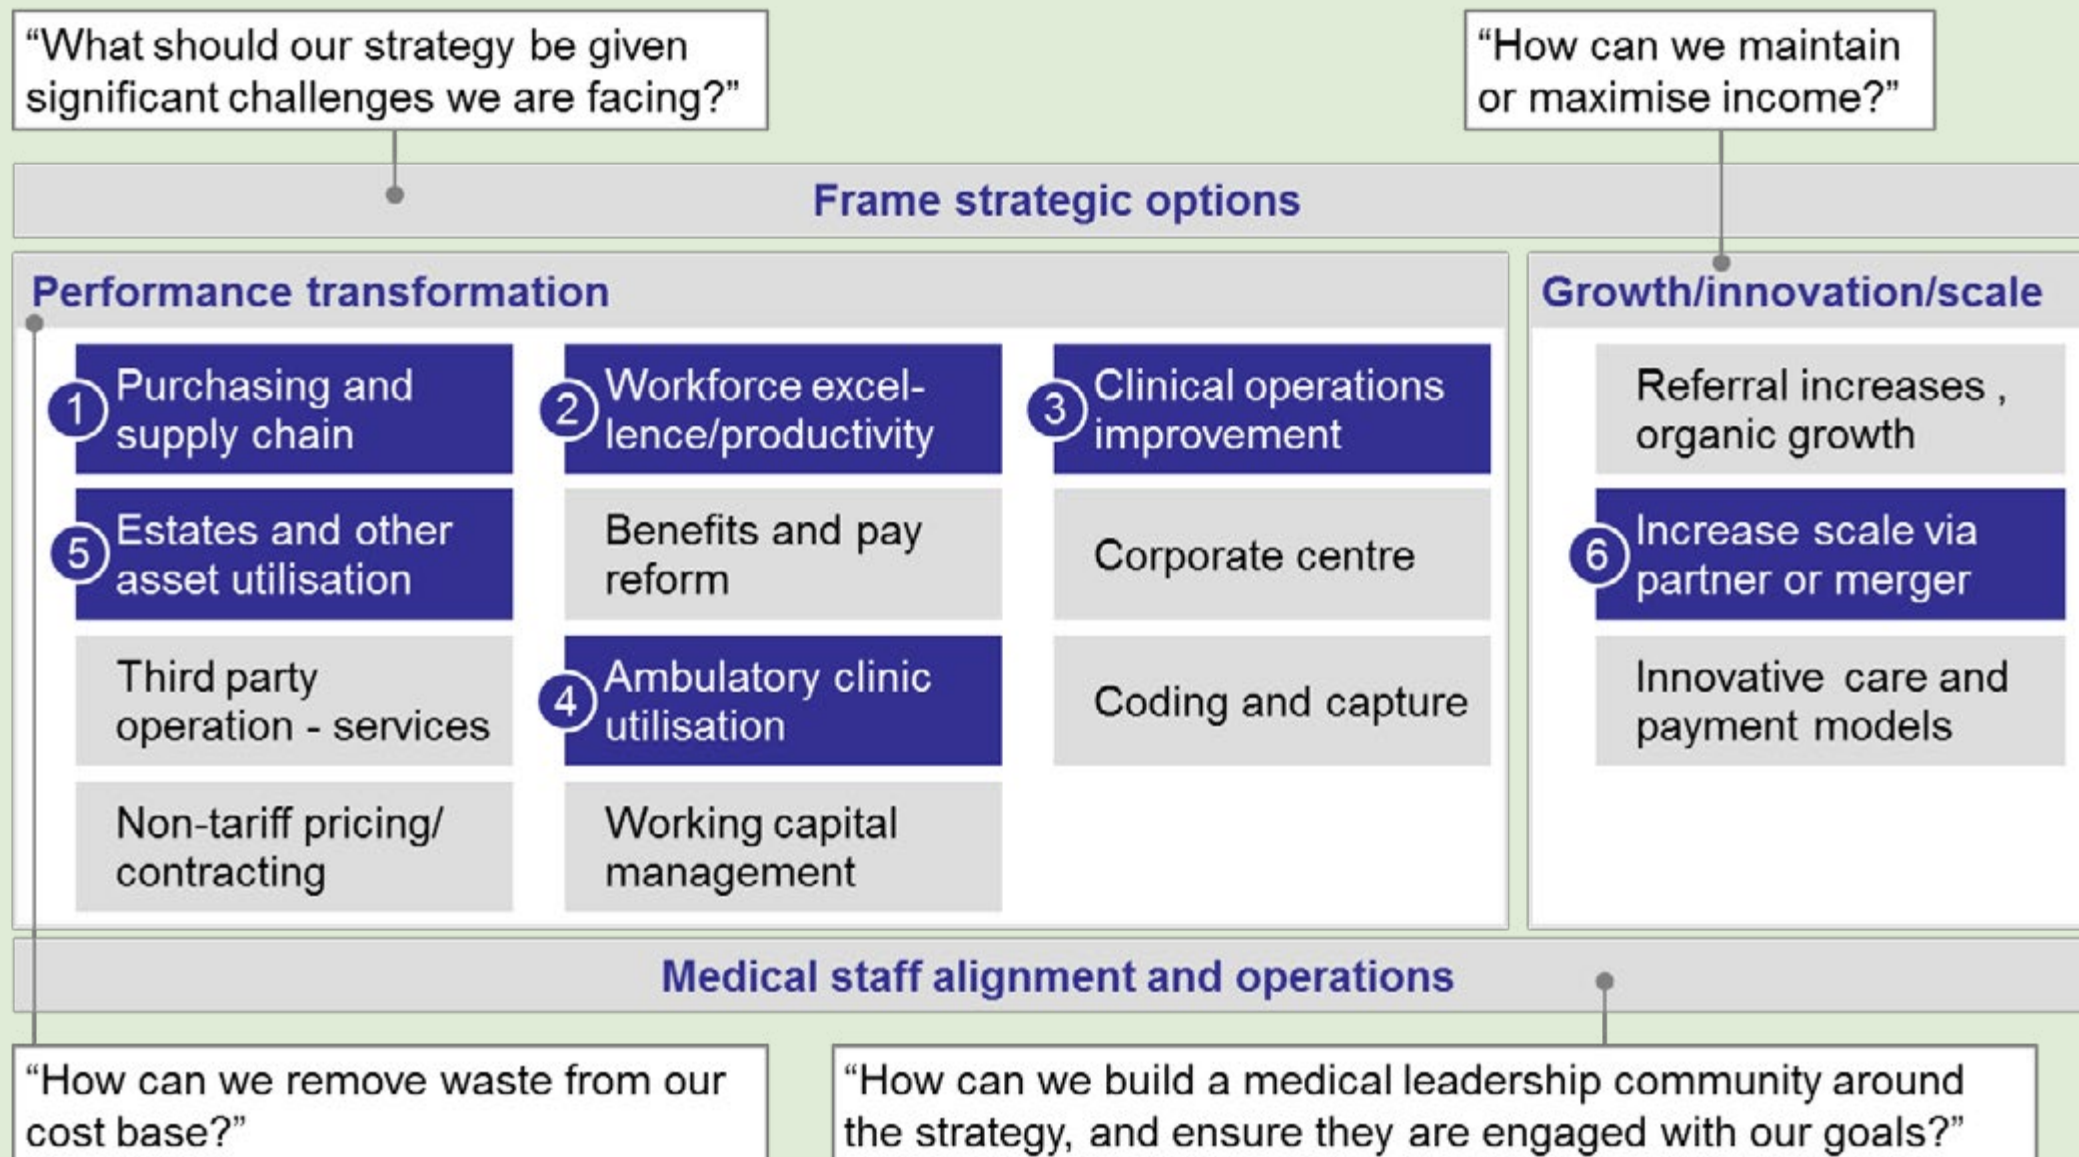 “What should our strategy be given
significant challenges we are facing?”
“How can we maintain
or maximise income?”
Frame strategic options
Performance transformation
1
Purchasing and
supply chain
2
Workforce excel-
lence/productivity
3
Clinical operations
improvement
5
Estates and other
asset utilisation
Benefits and pay
reform
Corporate centre
Third party
operation - services
4
Ambulatory clinic
utilisation
Coding and capture
Non-tariff pricing/
contracting
Working capital
management
Growth/innovation/scale
Referral increases ,
organic growth
6
Increase scale via
partner or merger
Innovative care and
payment models
Medical staff alignment and operations
“How can we remove waste from our
cost base?”
“How can we build a medical leadership community around
the strategy, and ensure they are engaged with our goals?”